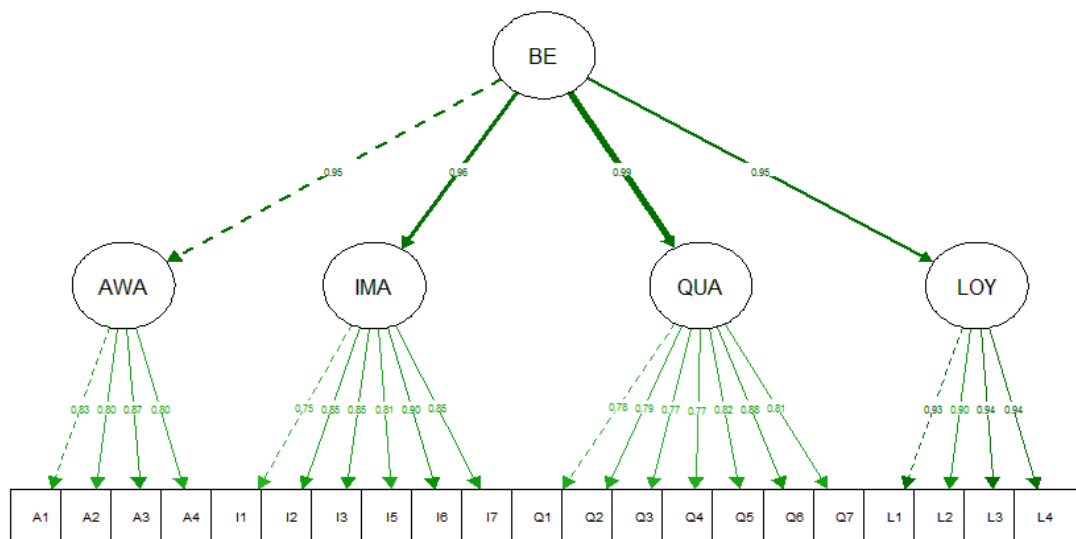 BE
0.95 0.96 0.99 0.95
AWA IMA QUA LOY
0.83 0.80 0.87 0.80 0.75 0.85 0.85 0.81 0.90 0.85 0.78 0.79 0.77 0.77 0.82 0.88 0.81 0.93 0.90 0.94 0.94
A1 A2 A3 A4 I1 I2 I3 I5 I6 I7 Q1 Q2 Q3 Q4 Q5 Q6 Q7 L1 L2 L3 L4